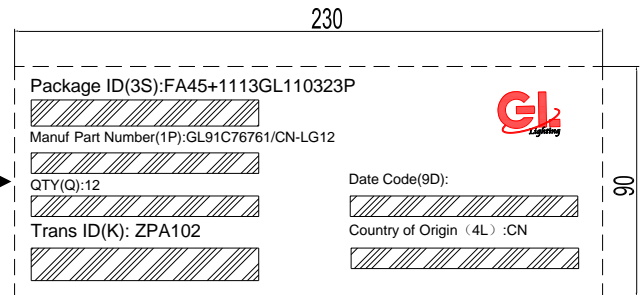 230
Package ID(3S):FA45+1113GL110323P
GL
Lighting
Manuf Part Number(1P):GL91C76761/CN-LG12
QTY(Q):12
Date Code(9D):
90
Trans ID(K): ZPA102
Country of Origin（4L）:CN